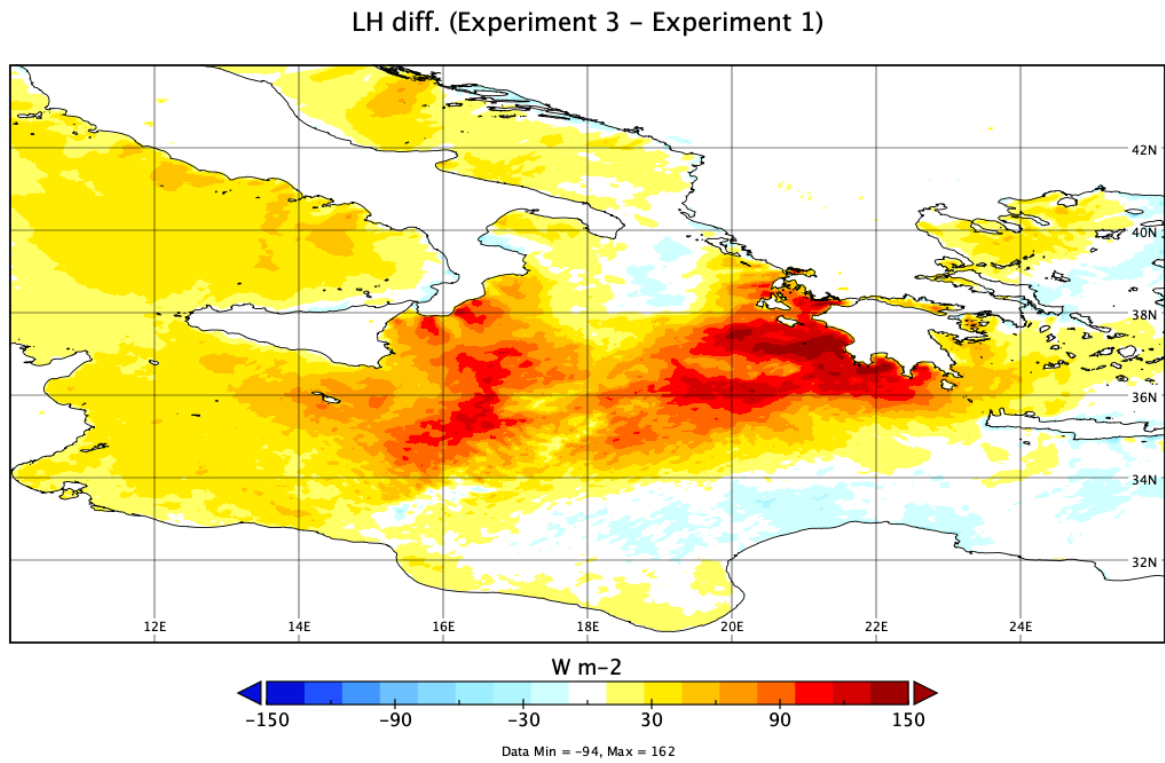 LH diff. (Experiment 3 – Experiment 1)
42N
40N
38N
36N
34N
32N
12E 14E 16E 18E 20E 22E 24E
W m-2
-150 -90 -30 30 90 150
Data Min = -94, Max = 162